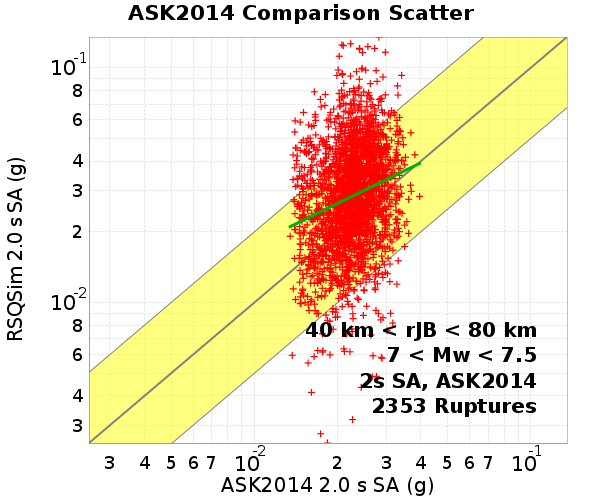 ASK2014 Comparison Scatter
RSQSim 2.0 s SA (g)
10-1
8
6
4
3
2
10-2
8
6
4
3
40 km < rJB < 80 km
7 < Mw < 7.5
2s SA, ASK2014
2353 Ruptures
3 4 5 6 7 10-2 2 3 4 5 6 7 10-1
ASK2014 2.0 s SA (g)